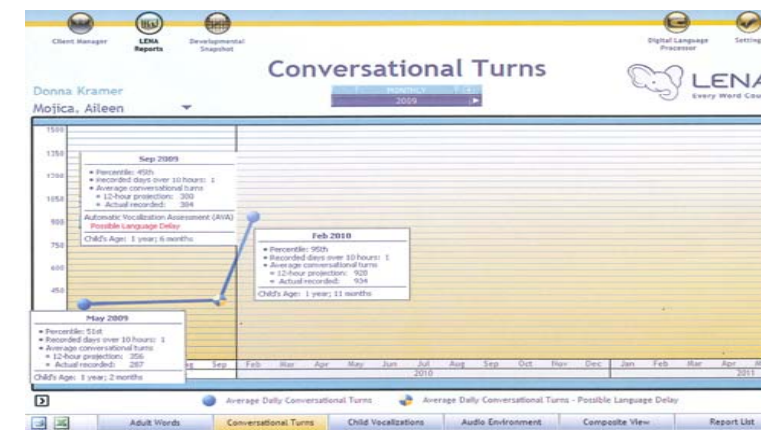 Client Manager
LENA Reports
Developmental Snapshot
Digital Language Processor
Setting
Conversational Turns
LENA
Every Word Cou
Donna Kramer
Mojica, Aileen
MONTHLY
2009
1500
1350
1200
1050
900
750
600
450
Sep 2009
• Percentile: 45th
• Recorded days over 10 hours: 1
• Average conversational turns
• 12-hour projection:
• Actual recorded:
Automatic Vocalization Assessment (AVA)
Possible Language Delay
Child's Age: 1 year; 6 months
Feb 2010
• Percentile: 95th
• Recorded days over 10 hours: 1
• Average conversational turns
• 12-hour projection: 928
• Actual recorded: 934
Child's Age: 1 year; 11 months
May 2009
• Percentile: 51st
• Recorded days over 10 hours: 1
• Average conversational turns
• 12-hour projection: 356
• Actual recorded: 287
Child's Age: 1 year; 2 months
Sep Feb Mar Apr May Jun Jul Aug Sep Oct Nov Dec Jan Feb Mar Apr
2010 2011
Average Daily Conversational Turns
Average Daily Conversational Turns - Possible Language Delay
Adult Words
Conversational Turns
Child Vocalizations
Audio Environment
Composite View
Report List